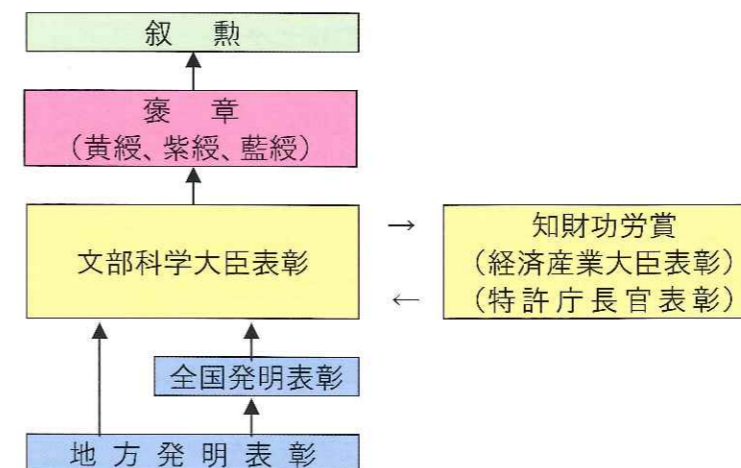 叙勲
褒章
（黄綬、紫綬、藍綬）
文部科学大臣表彰
→
←
知財功労賞
（経済産業大臣表彰）
（特許庁長官表彰）
全国発明表彰
地方発明表彰